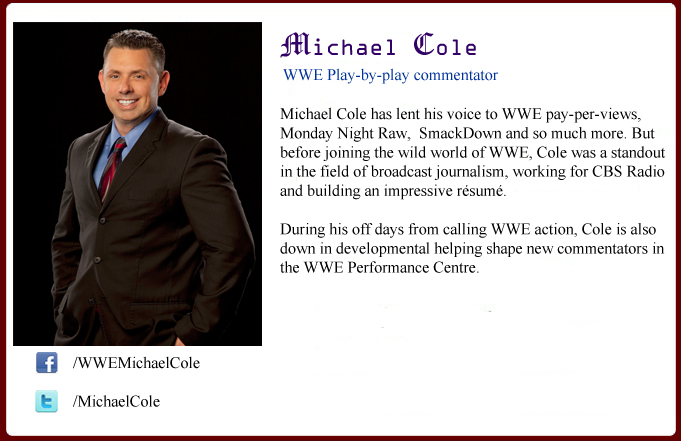 Michael Cole
WWE Play-by-play commentator
Michael Cole has lent his voice to WWE pay-per-views,
Monday Night Raw,  SmackDown and so much more. But
before joining the wild world of WWE, Cole was a standout
in the field of broadcast journalism, working for CBS Radio
and building an impressive résumé.
During his off days from calling WWE action, Cole is also
down in developmental helping shape new commentators in
the WWE Performance Centre.
f /WWEMichaelCole
t /MichaelCole